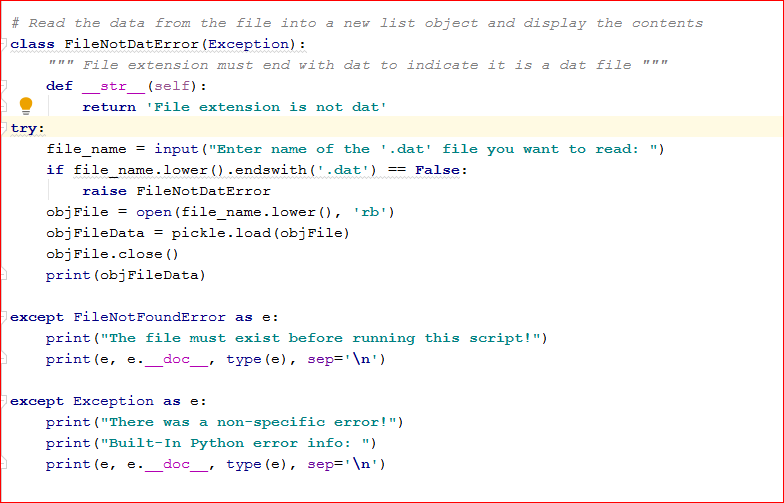 # Read the data from the file into a new list object and display the contents
class FileNotDatError(Exception):
    """ File extension must end with dat to indicate it is a dat file """
    def __str__(self):
        return 'File extension is not dat'
try:
    file_name = input("Enter name of the '.dat' file you want to read: ")
    if file_name.lower().endswith('.dat') == False:
        raise FileNotDatError
    objFile = open(file_name.lower(), 'rb')
    objFileData = pickle.load(objFile)
    objFile.close()
    print(objFileData)

except FileNotFoundError as e:
    print("The file must exist before running this script!")
    print(e, e.__doc__, type(e), sep='\n')

except Exception as e:
    print("There was a non-specific error!")
    print("Built-In Python error info: ")
    print(e, e.__doc__, type(e), sep='\n')